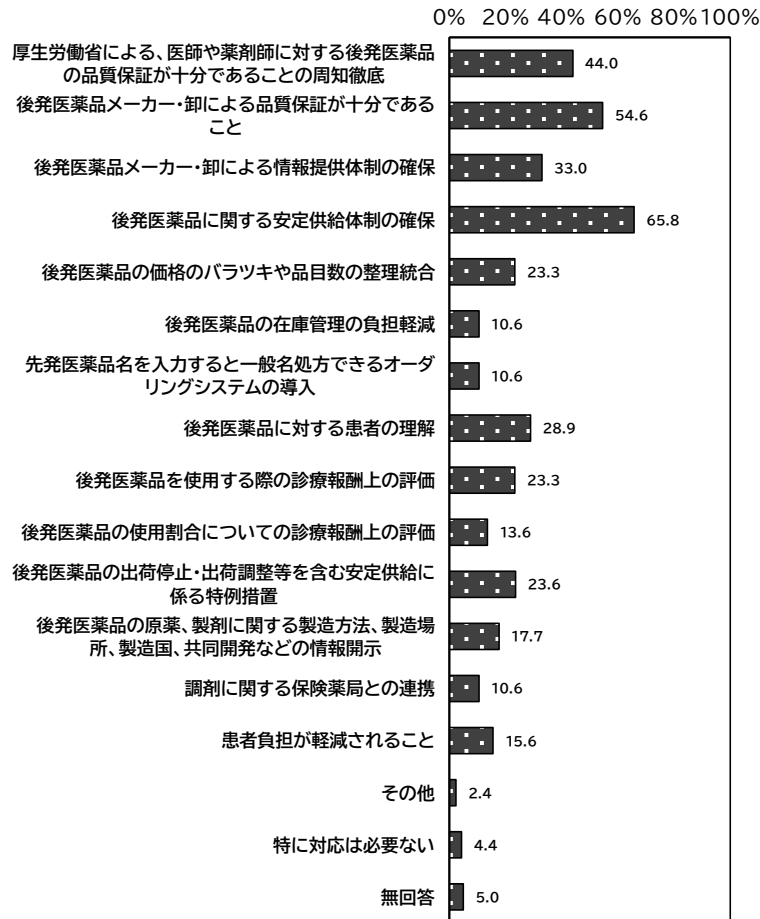 0% 20% 40% 60% 80%100%
厚生労働省による、医師や薬剤師に対する後発医薬品
の品質保証が十分であることの周知徹底
44.0
後発医薬品メーカー・卸による品質保証が十分である
こと
54.6
後発医薬品メーカー・卸による情報提供体制の確保
33.0
後発医薬品に関する安定供給体制の確保
65.8
後発医薬品の価格のバラツキや品目数の整理統合
23.3
後発医薬品の在庫管理の負担軽減
10.6
先発医薬品名を入力すると一般名処方できるオーダ
リングシステムの導入
10.6
後発医薬品に対する患者の理解
28.9
後発医薬品を使用する際の診療報酬上の評価
23.3
後発医薬品の使用割合についての診療報酬上の評価
13.6
後発医薬品の出荷停止・出荷調整等を含む安定供給に
係る特例措置
23.6
後発医薬品の原薬、製剤に関する製造方法、製造場
所、製造国、共同開発などの情報開示
17.7
調剤に関する保険薬局との連携
10.6
患者負担が軽減されること
15.6
その他
2.4
特に対応は必要ない
4.4
無回答
5.0